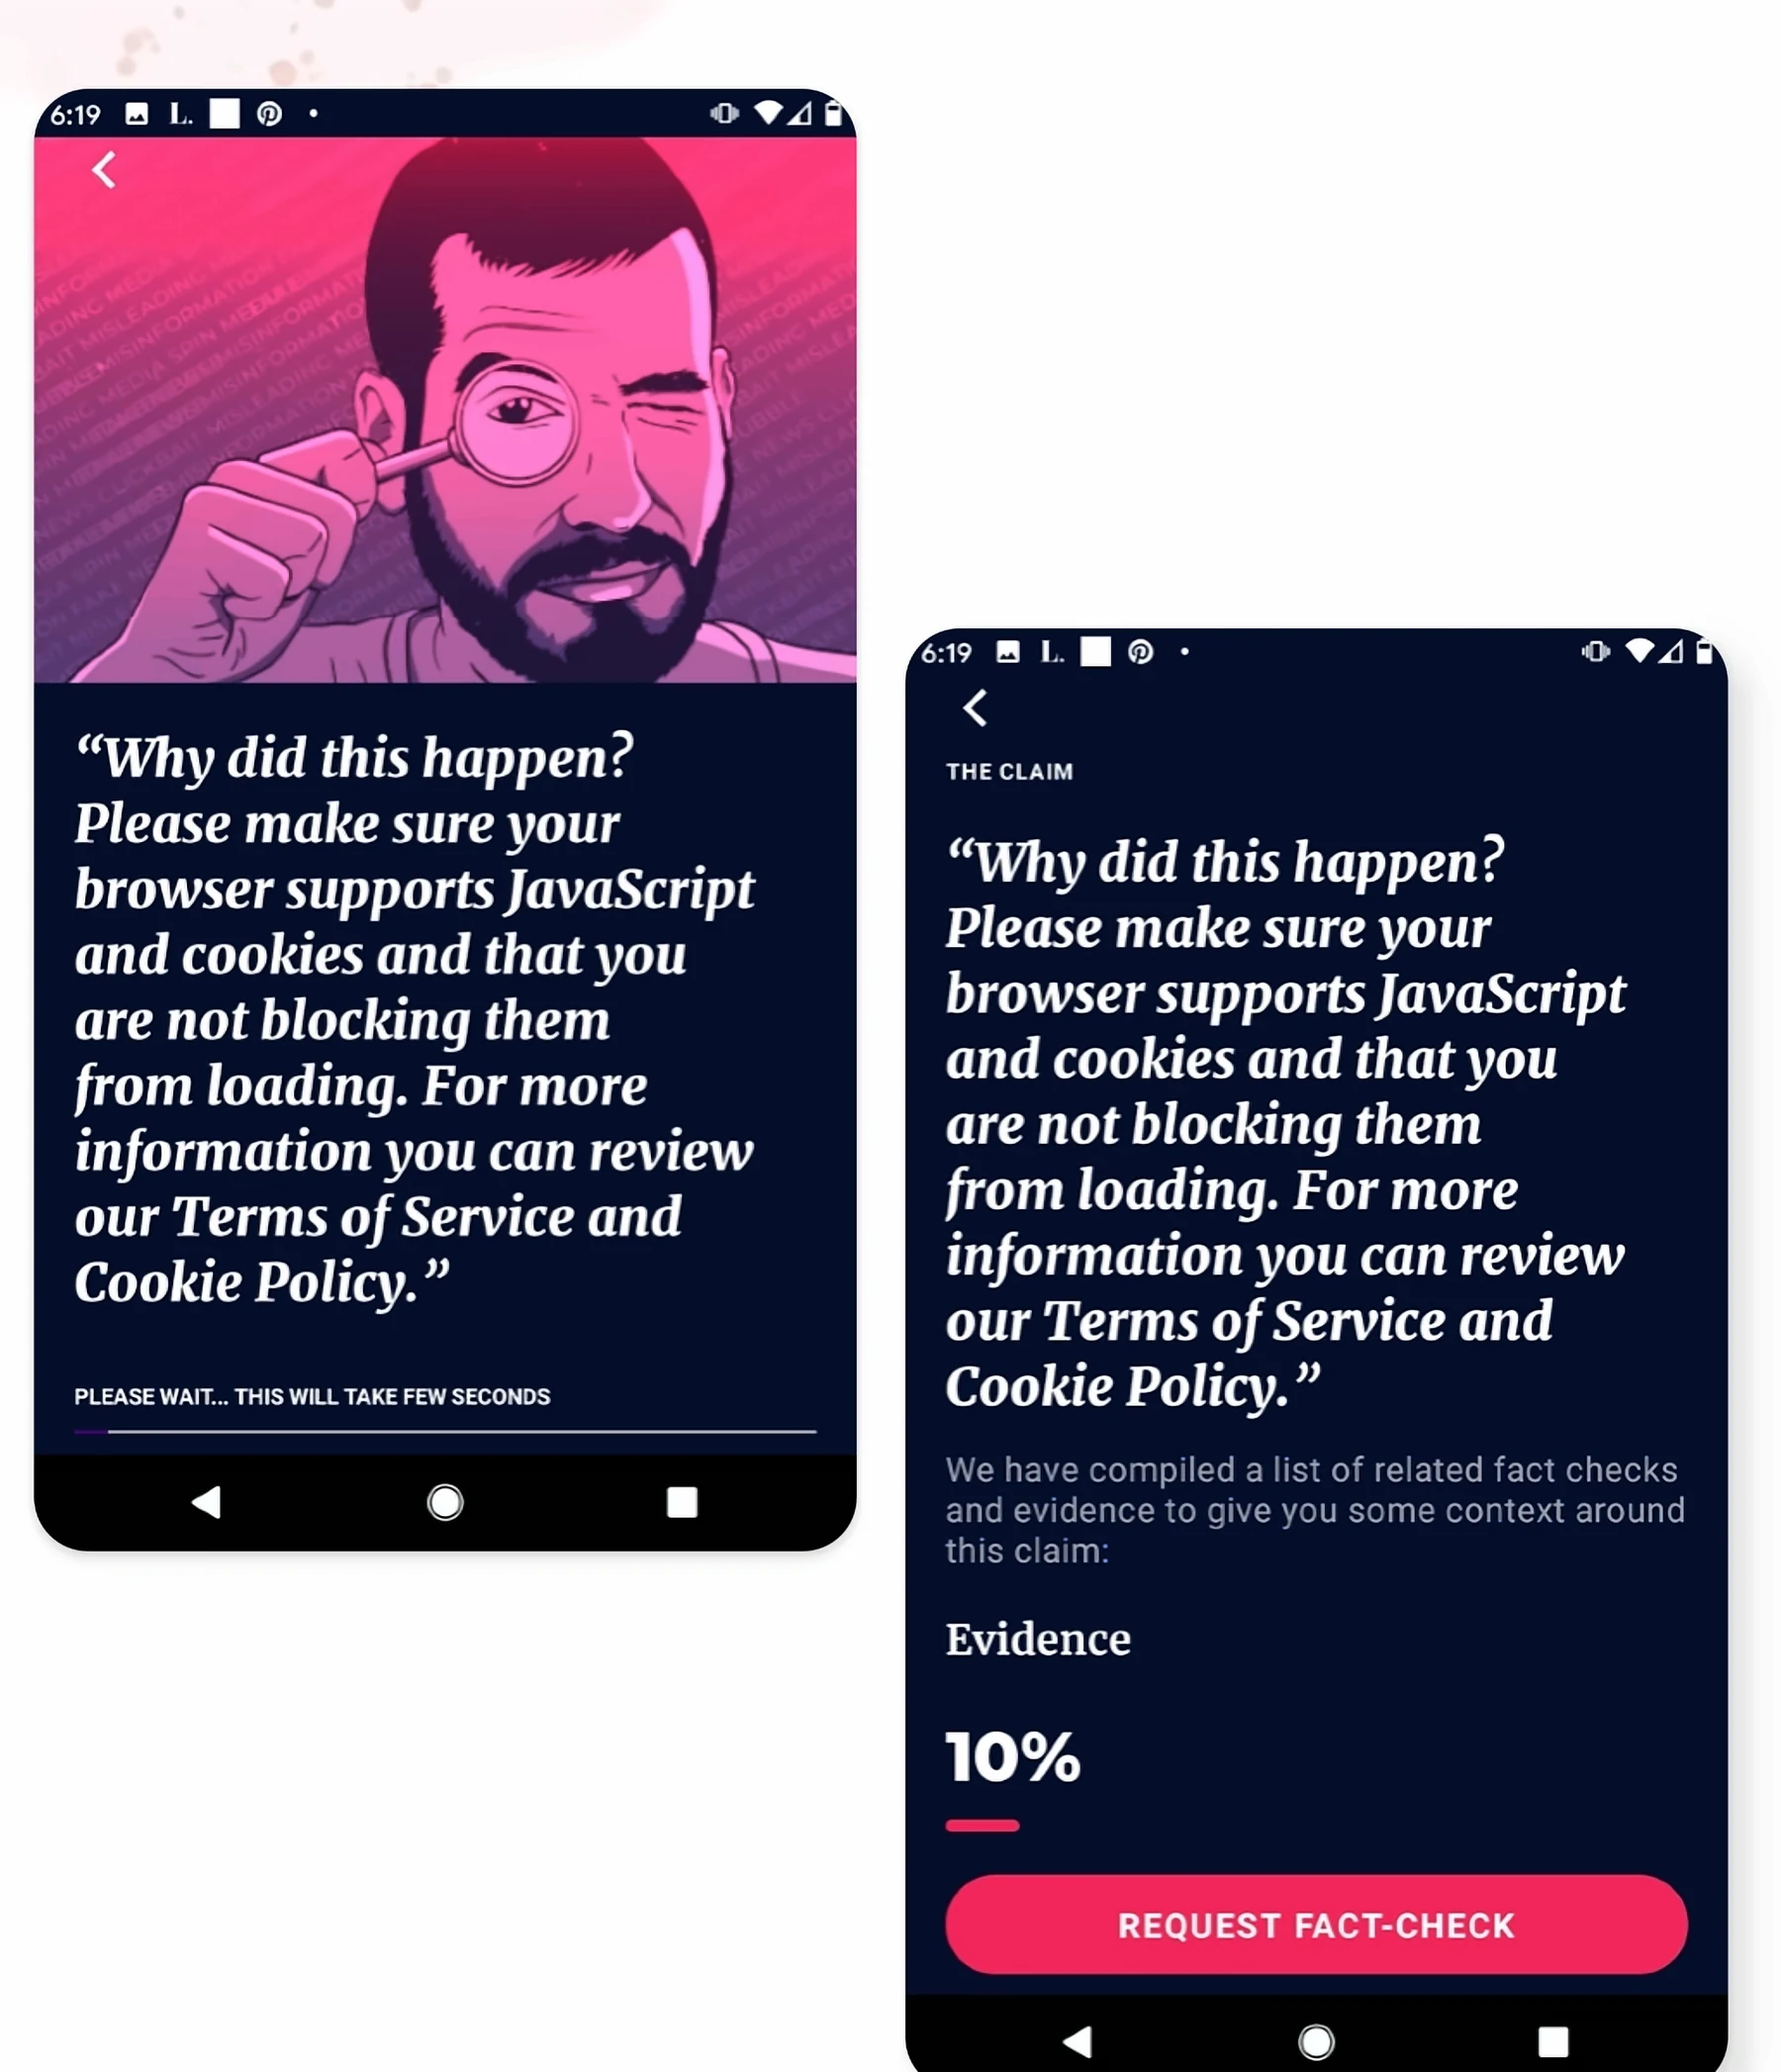 6:19 L.
“Why did this happen?
Please make sure your
browser supports JavaScript
and cookies and that you
are not blocking them
from loading. For more
information you can review
our Terms of Service and
Cookie Policy.”
PLEASE WAIT... THIS WILL TAKE FEW SECONDS
6:19 L.
THE CLAIM
“Why did this happen?
Please make sure your
browser supports JavaScript
and cookies and that you
are not blocking them
from loading. For more
information you can review
our Terms of Service and
Cookie Policy.”
We have compiled a list of related fact checks
and evidence to give you some context around
this claim:
Evidence
10%
REQUEST FACT-CHECK